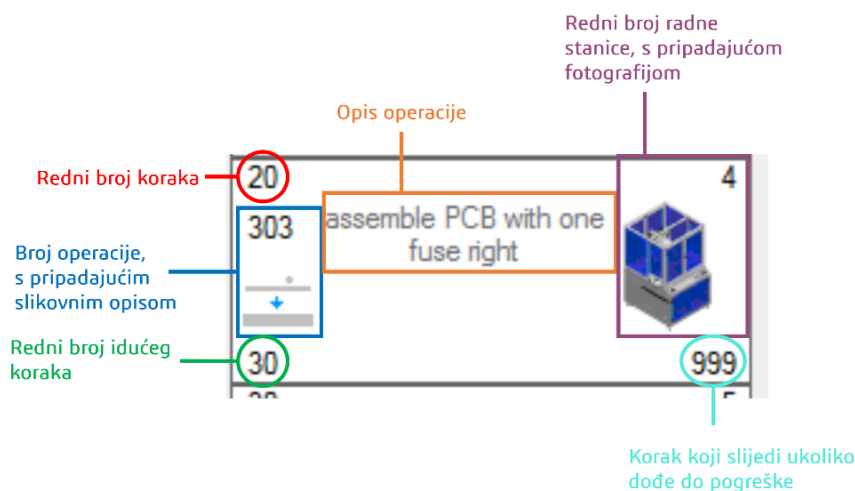 Redni broj radne
stanice, s pripadajućom
fotografijom
Opis operacije
Redni broj koraka
20
4
303
assemble PCB with one
fuse right
Broj operacije,
s pripadajućim
slikovnim opisom
Redni broj idućeg
koraka
30
999
Korak koji slijedi ukoliko
dođe do pogreške